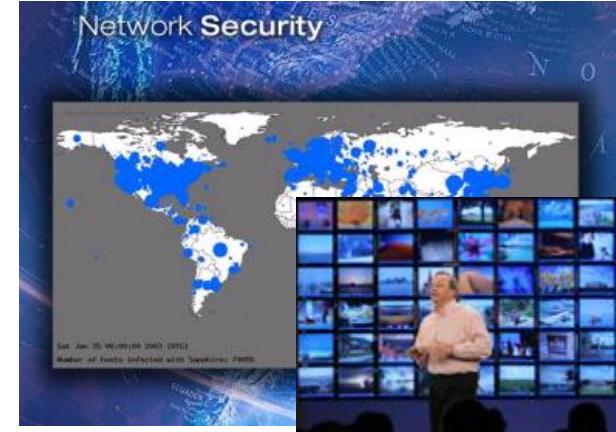 Network Security
N O
Sat Jan 25 06:00:00 2003 (UTC)
Number of hosts infected with Sapphire: 74855